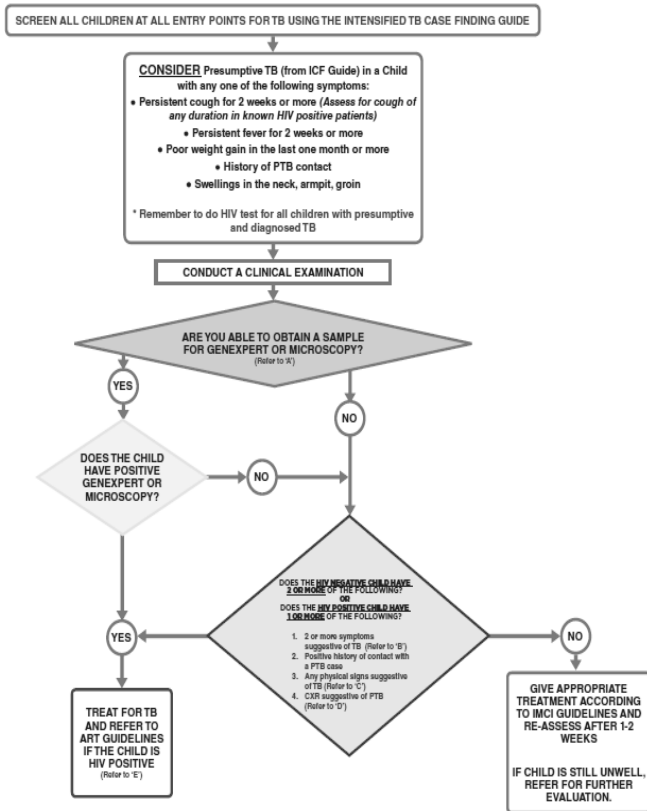 SCREEN ALL CHILDREN AT ALL ENTRY POINTS FOR TB USING THE INTENSIFIED TB CASE FINDING GUIDE
CONSIDER Presumptive TB (from ICF Guide) in a Child
with any one of the following symptoms:
• Persistent cough for 2 weeks or more (Assess for cough of
any duration in known HIV positive patients)
• Persistent fever for 2 weeks or more
• Poor weight gain in the last one month or more
• History of PTB contact
• Swellings in the neck, armpit, groin
* Remember to do HIV test for all children with presumptive
and diagnosed TB
CONDUCT A CLINICAL EXAMINATION
ARE YOU ABLE TO OBTAIN A SAMPLE
FOR GENEXPERT OR MICROSCOPY?
(Refer to 'A')
YES
NO
DOES THE CHILD
HAVE POSITIVE
GENEXPERT OR
MICROSCOPY?
NO
DOES THE HIV NEGATIVE CHILD HAVE
2 OR MORE OF THE FOLLOWING?
OR
DOES THE HIV POSITIVE CHILD HAVE
1 OR MORE OF THE FOLLOWING?
1. 2 or more symptoms
suggestive of TB (Refer to 'B')
2. Positive history of contact with
a PTB case
3. Any physical signs suggestive
of TB (Refer to 'C')
4. CXR suggestive of PTB
(Refer to 'D')
YES
NO
TREAT FOR TB
AND REFER TO
ART GUIDELINES
IF THE CHILD IS
HIV POSITIVE
(Refer to 'E')
GIVE APPROPRIATE
TREATMENT ACCORDING
TO IMCI GUIDELINES AND
RE-ASSESS AFTER 1-2
WEEKS
IF CHILD IS STILL UNWELL,
REFER FOR FURTHER
EVALUATION.